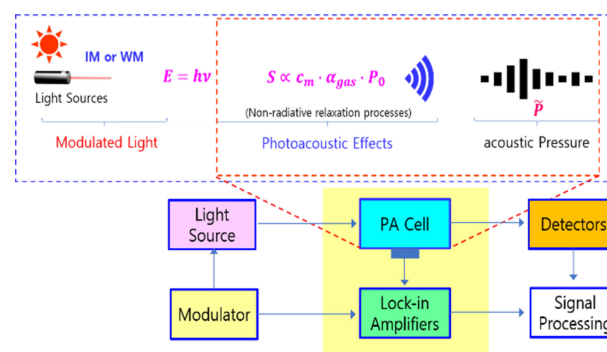 IM or WM
Light Sources
E = hν
Modulated Light
S ∝ c_m · α_gas · P_0
(Non-radiative relaxation processes)
Photoacoustic Effects
P̃
acoustic Pressure
Light
Source
PA Cell
Detectors
Modulator
Lock-in
Amplifiers
Signal
Processing